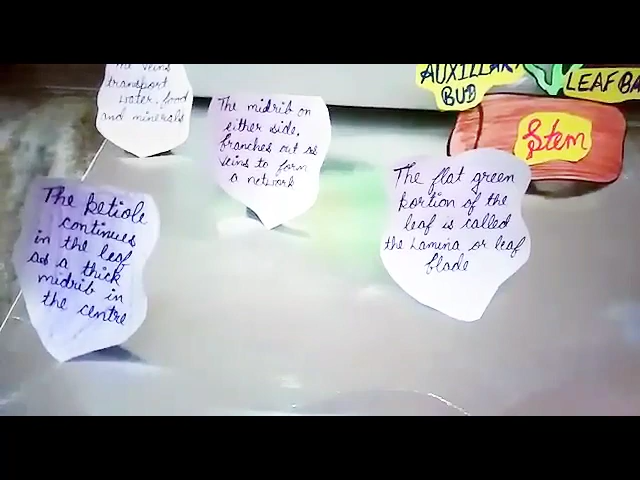 The veins
transport
water, food
and minerals
The midrib on
either side,
branches out as
veins to form
a network
AUXILLARY
BUD
LEAF BA
Stem
The petiole
continues
in the leaf
as a thick
midrib in
the centre
The flat green
portion of the
leaf is called
the Lamina or leaf
blade